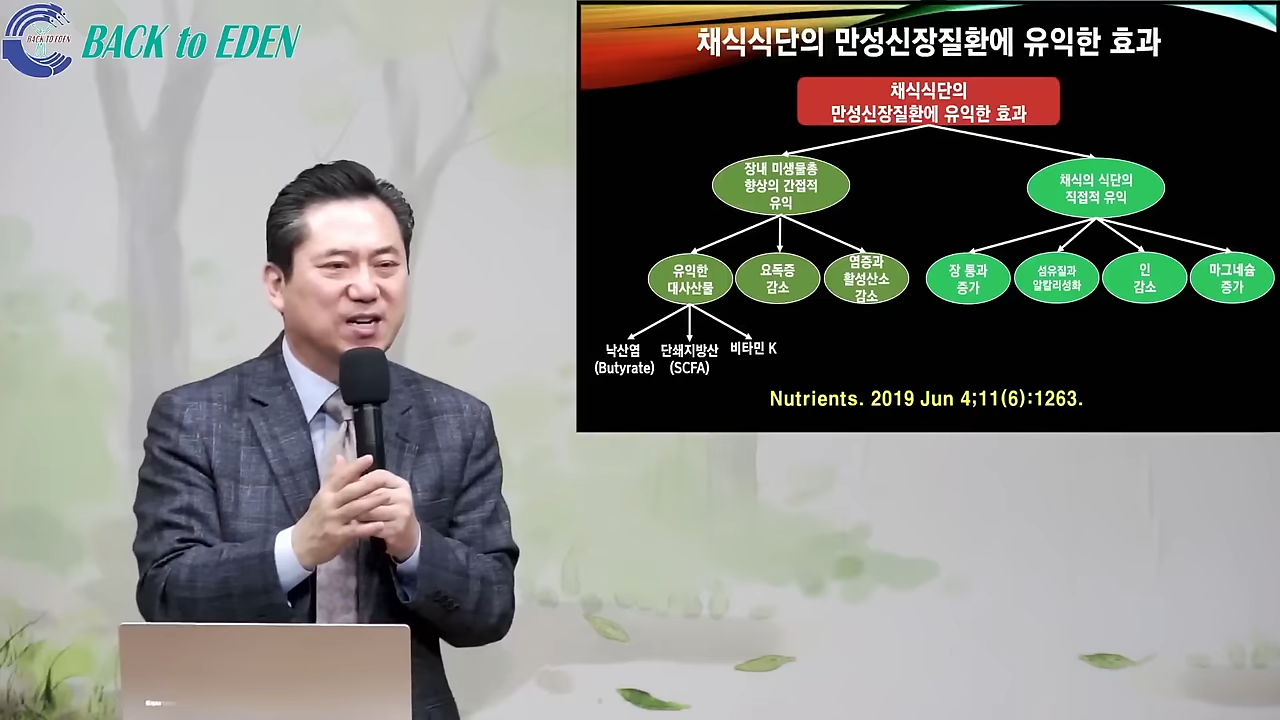 BACK TO EDEN
BACK to EDEN
채식식단의 만성신장질환에 유익한 효과
채식식단의
만성신장질환에 유익한 효과
장내 미생물총
향상의 간접적
유익
채식의 식단의
직접적 유익
유익한
대사산물
요독증
감소
염증과
활성산소
감소
장 통과
증가
섬유질과
알칼리성화
인
감소
마그네슘
증가
낙산염
(Butyrate)
단쇄지방산
(SCFA)
비타민 K
Nutrients. 2019 Jun 4;11(6):1263.